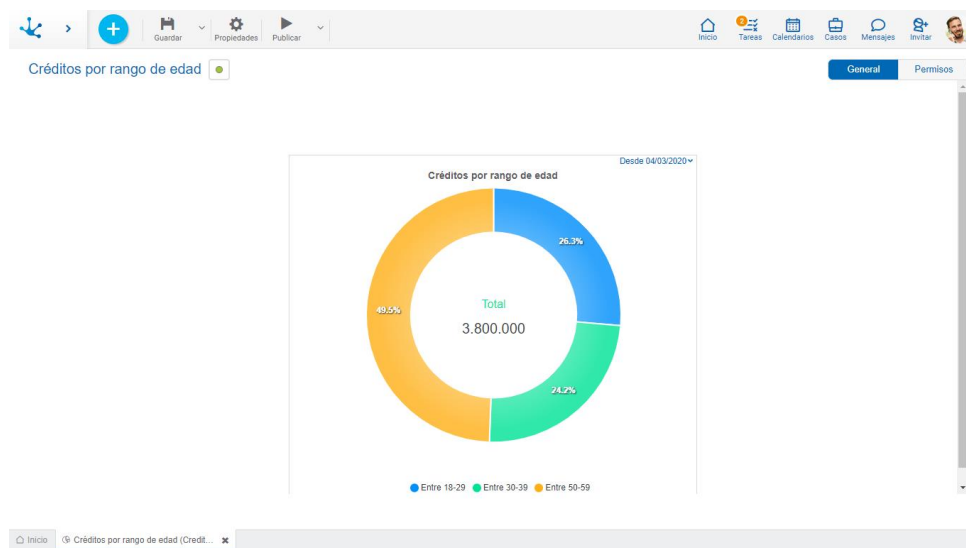 Guardar
Propiedades
Publicar
Inicio
2
Tareas
Calendarios
Casos
Mensajes
Invitar
Créditos por rango de edad
General
Permisos
Desde 04/03/2020
Créditos por rango de edad
26.3%
49.5%
Total
3.800.000
24.2%
Entre 18-29 Entre 30-39 Entre 50-59
Inicio
Créditos por rango de edad (Credit...